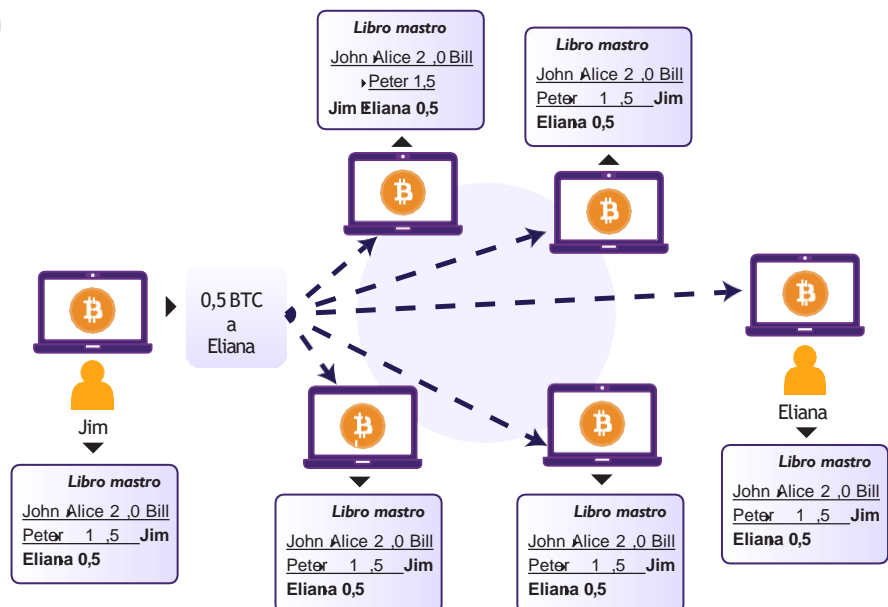 Libro mastro
John Alice 2 ,0 Bill
Peter 1,5
Jim Eliana 0,5
Libro mastro
John Alice 2 ,0 Bill
Peter 1 ,5 Jim
Eliana 0,5
0,5 BTC
a
Eliana
Jim
Eliana
Libro mastro
John Alice 2 ,0 Bill
Peter 1 ,5 Jim
Eliana 0,5
Libro mastro
John Alice 2 ,0 Bill
Peter 1 ,5 Jim
Eliana 0,5
Libro mastro
John Alice 2 ,0 Bill
Peter 1 ,5 Jim
Eliana 0,5
Libro mastro
John Alice 2 ,0 Bill
Peter 1 ,5 Jim
Eliana 0,5